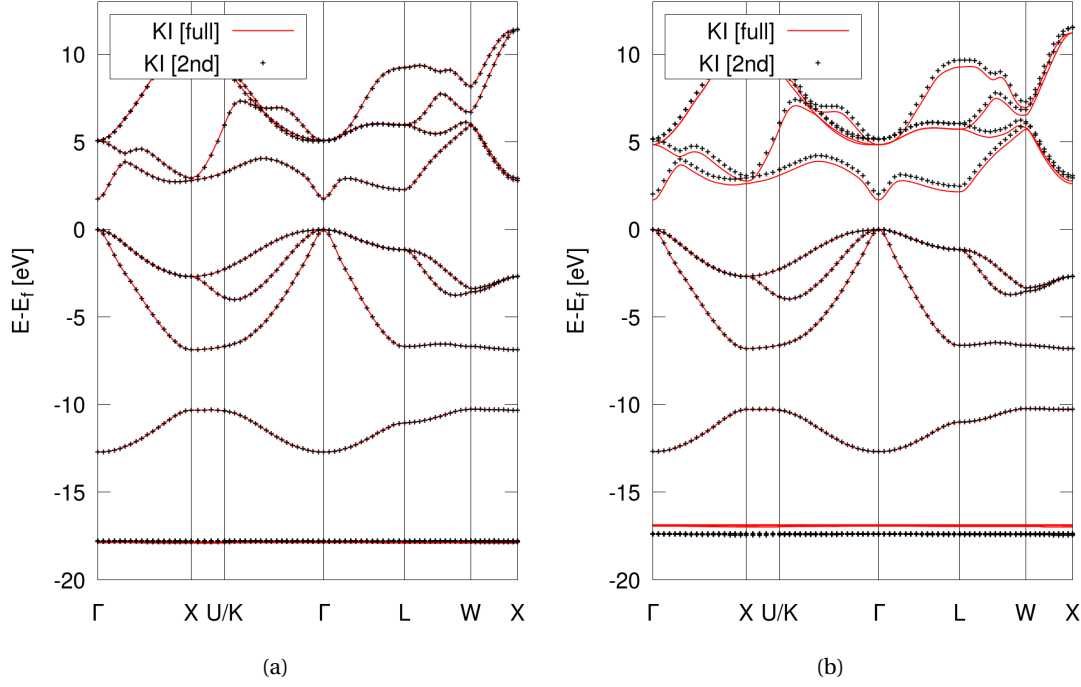 KI [full]
KI [2nd]
E-E_f [eV]
10
5
0
-5
-10
-15
-20
Γ X U/K Γ L W X
(a)
KI [full]
KI [2nd]
E-E_f [eV]
10
5
0
-5
-10
-15
-20
Γ X U/K Γ L W X
(b)